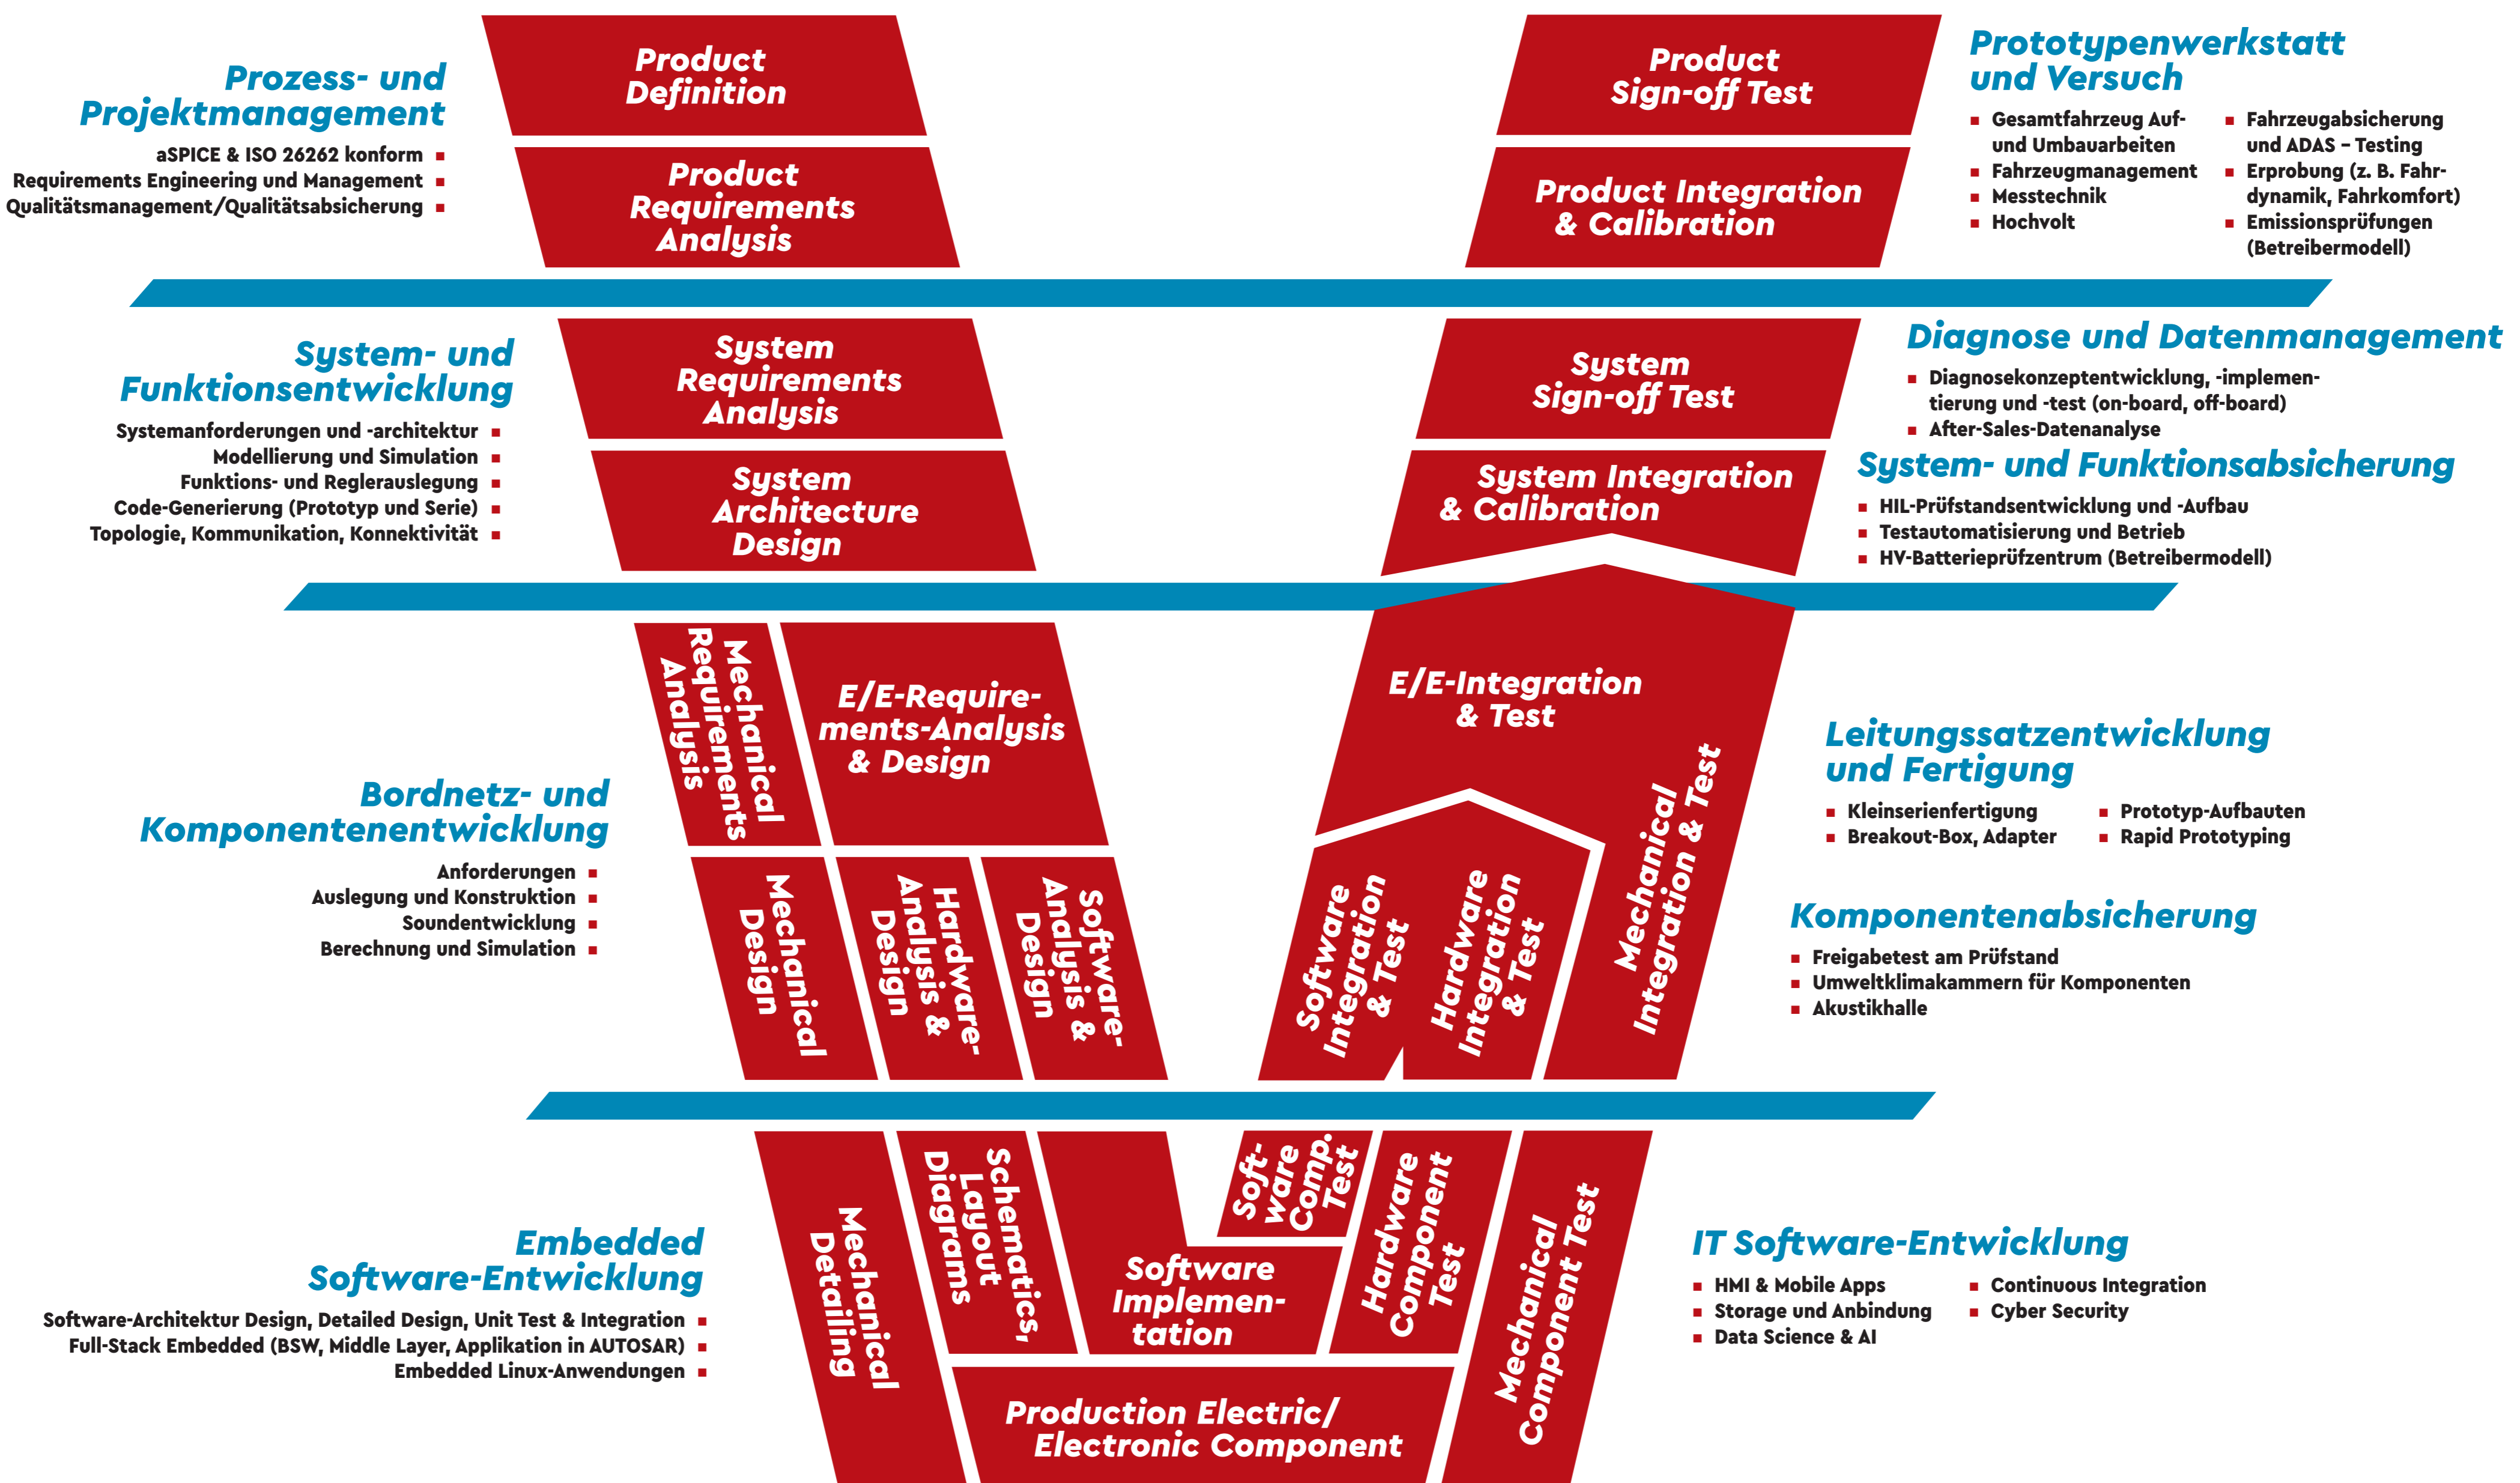 Prozess- und
Projektmanagement
aSPICE & ISO 26262 konform
Requirements Engineering und Management
Qualitätsmanagement/Qualitätsabsicherung
Product
Definition
Product
Requirements
Analysis
Product
Sign-off Test
Product Integration
& Calibration
Prototypenwerkstatt
und Versuch
Gesamtfahrzeug Auf-
und Umbauarbeiten
Fahrzeugmanagement
Messtechnik
Hochvolt
Fahrzeugabsicherung
und ADAS – Testing
Erprobung (z. B. Fahr-
dynamik, Fahrkomfort)
Emissionsprüfungen
(Betreibermodell)
System- und
Funktionsentwicklung
Systemanforderungen und -architektur
Modellierung und Simulation
Funktions- und Reglerauslegung
Code-Generierung (Prototyp und Serie)
Topologie, Kommunikation, Konnektivität
System
Requirements
Analysis
System
Architecture
Design
System
Sign-off Test
System Integration
& Calibration
Diagnose und Datenmanagement
Diagnosekonzeptentwicklung, -implemen-
tierung und -test (on-board, off-board)
After-Sales-Datenanalyse
System- und Funktionsabsicherung
HIL-Prüfstandsentwicklung und -Aufbau
Testautomatisierung und Betrieb
HV-Batterieprüfzentrum (Betreibermodell)
Bordnetz- und
Komponentenentwicklung
Anforderungen
Auslegung und Konstruktion
Soundentwicklung
Berechnung und Simulation
Mechanical
Requirements
Analysis
E/E-Require-
ments-Analysis
& Design
Mechanical
Design
Hardware-
Analysis &
Design
Software-
Analysis &
Design
E/E-Integration
& Test
Software
Integration
& Test
Hardware
Integration
& Test
Mechanical
Integration & Test
Leitungssatzentwicklung
und Fertigung
Kleinserienfertigung
Breakout-Box, Adapter
Prototyp-Aufbauten
Rapid Prototyping
Komponentenabsicherung
Freigabetest am Prüfstand
Umweltklimakammern für Komponenten
Akustikhalle
Embedded
Software-Entwicklung
Software-Architektur Design, Detailed Design, Unit Test & Integration
Full-Stack Embedded (BSW, Middle Layer, Applikation in AUTOSAR)
Embedded Linux-Anwendungen
Mechanical
Detailing
Schematics,
Layout
Diagrams
Software
Implemen-
tation
Soft-
ware
Comp.
Test
Hardware
Component
Test
Mechanical
Component Test
Production Electric/
Electronic Component
IT Software-Entwicklung
HMI & Mobile Apps
Storage und Anbindung
Data Science & AI
Continuous Integration
Cyber Security